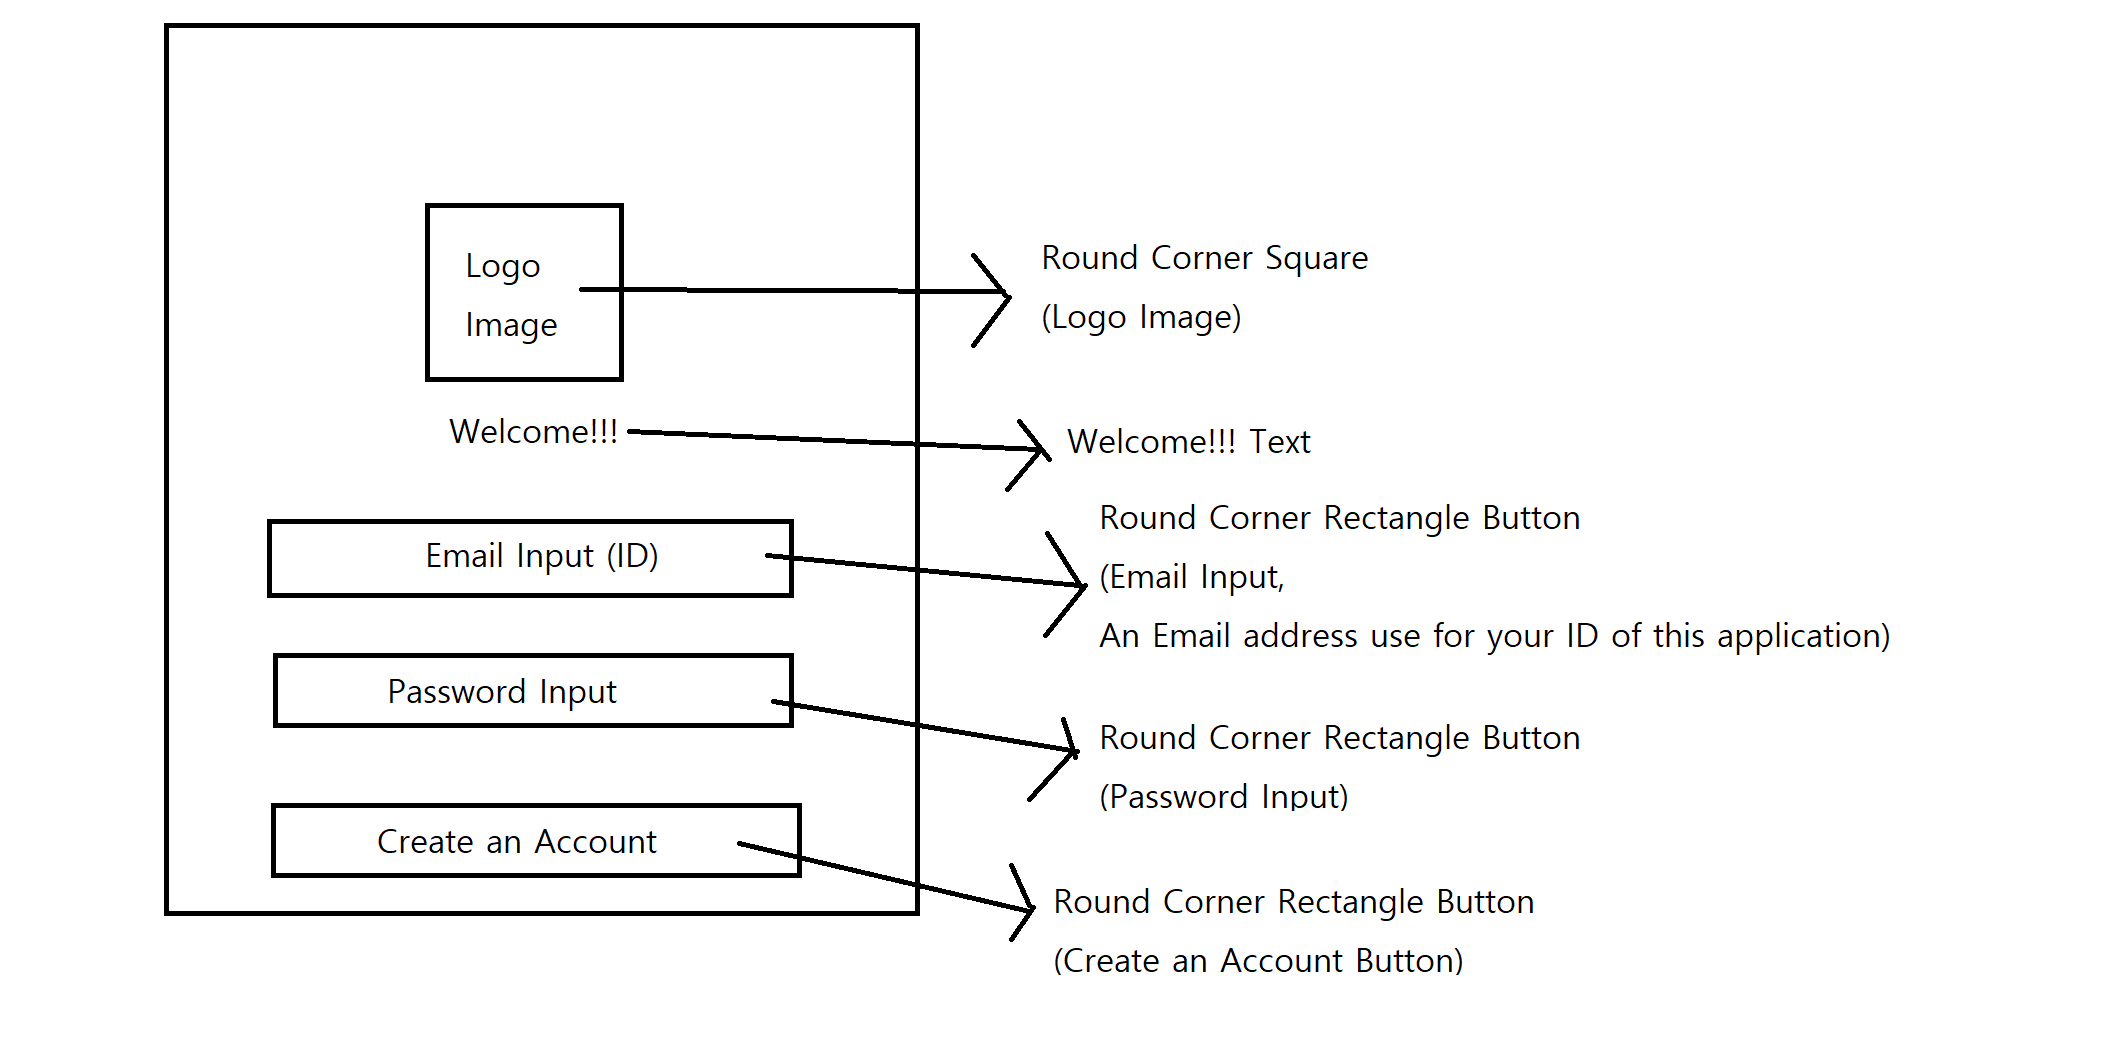 Logo
Image
Round Corner Square
(Logo Image)
Welcome!!!
Welcome!!! Text
Email Input (ID)
Round Corner Rectangle Button
(Email Input,
An Email address use for your ID of this application)
Password Input
Round Corner Rectangle Button
(Password Input)
Create an Account
Round Corner Rectangle Button
(Create an Account Button)